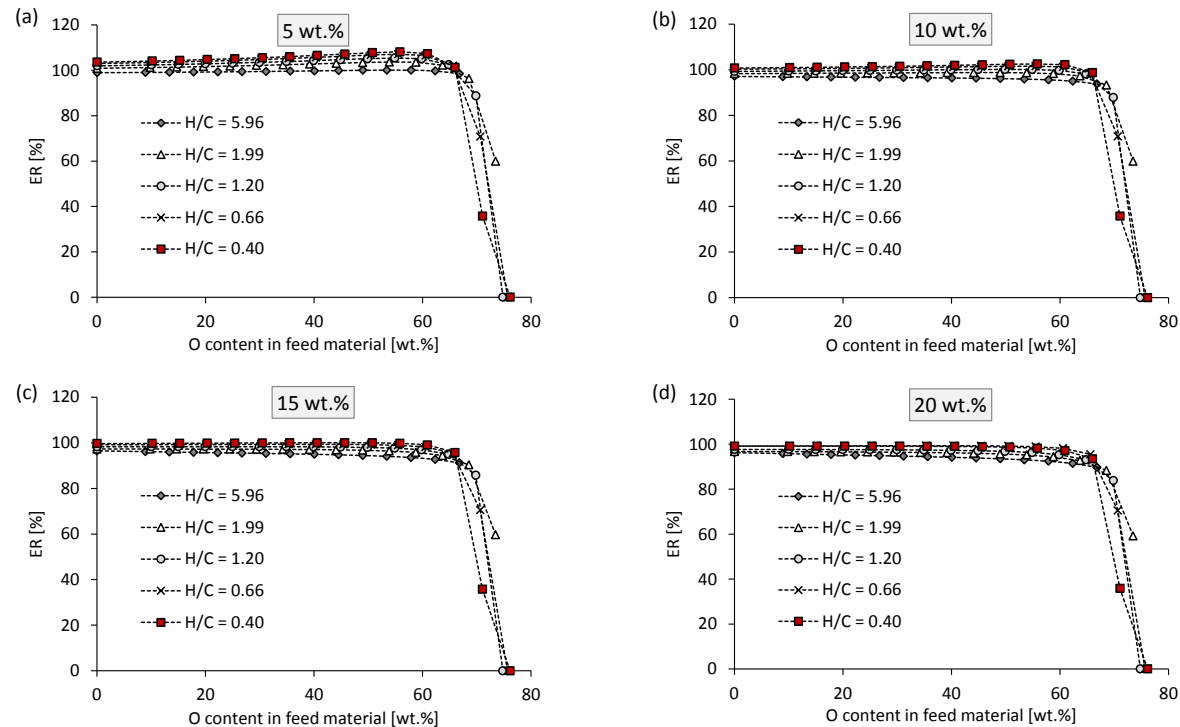 (a)
5 wt.%
120
100
80
60
40
20
0
ER [%]
H/C = 5.96
H/C = 1.99
H/C = 1.20
H/C = 0.66
H/C = 0.40
0 20 40 60 80
O content in feed material [wt.%]
(b)
10 wt.%
120
100
80
60
40
20
0
ER [%]
H/C = 5.96
H/C = 1.99
H/C = 1.20
H/C = 0.66
H/C = 0.40
0 20 40 60 80
O content in feed material [wt.%]
(c)
15 wt.%
120
100
80
60
40
20
0
ER [%]
H/C = 5.96
H/C = 1.99
H/C = 1.20
H/C = 0.66
H/C = 0.40
0 20 40 60 80
O content in feed material [wt.%]
(d)
20 wt.%
120
100
80
60
40
20
0
ER [%]
H/C = 5.96
H/C = 1.99
H/C = 1.20
H/C = 0.66
H/C = 0.40
0 20 40 60 80
O content in feed material [wt.%]